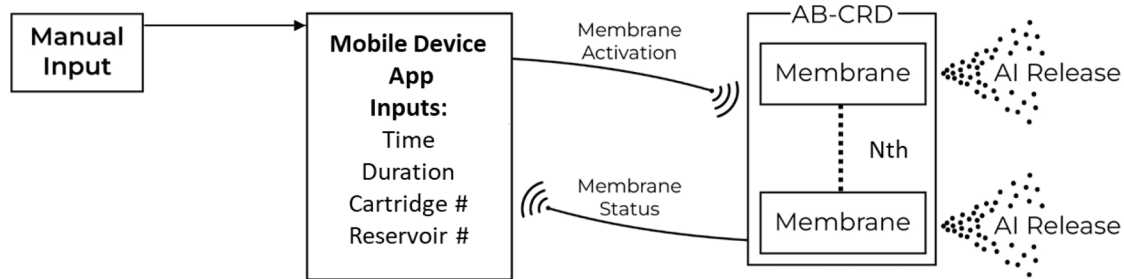 Manual
Input
Mobile Device
App
Inputs:
Time
Duration
Cartridge #
Reservoir #
Membrane
Activation
Membrane
Status
AB-CRD
Membrane
Nth
Membrane
AI Release
AI Release